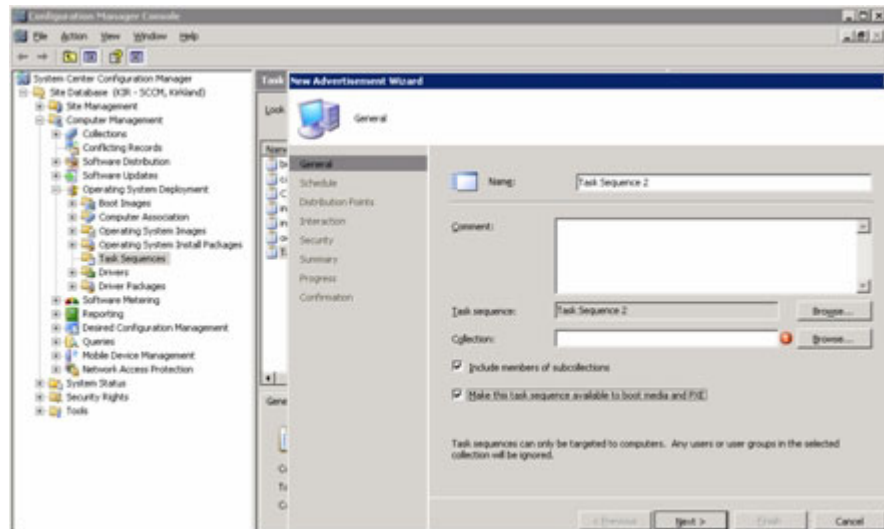 Configuration Manager Console
File Action View Window Help
System Center Configuration Manager
Site Database (KIR - SCCM, Kirkland)
Site Management
Computer Management
Collections
Conflicting Records
Software Distribution
Software Updates
Operating System Deployment
Boot Images
Computer Association
Operating System Images
Operating System Install Packages
Task Sequences
Drivers
Driver Packages
Software Metering
Reporting
Desired Configuration Management
Queries
Mobile Device Management
Network Access Protection
System Status
Security Rights
Tools
Task
Look
Name
Gene
New Advertisement Wizard
General
General
Schedule
Distribution Points
Interaction
Security
Summary
Progress
Confirmation
Name: Task Sequence 2
Comment:
Task sequence: Task Sequence 2 Browse...
Collection: Browse...
Include members of subcollections
Make this task sequence available to boot media and PXE
Task sequences can only be targeted to computers. Any users or user groups in the selected
collection will be ignored.
< Previous Next > Finish Cancel